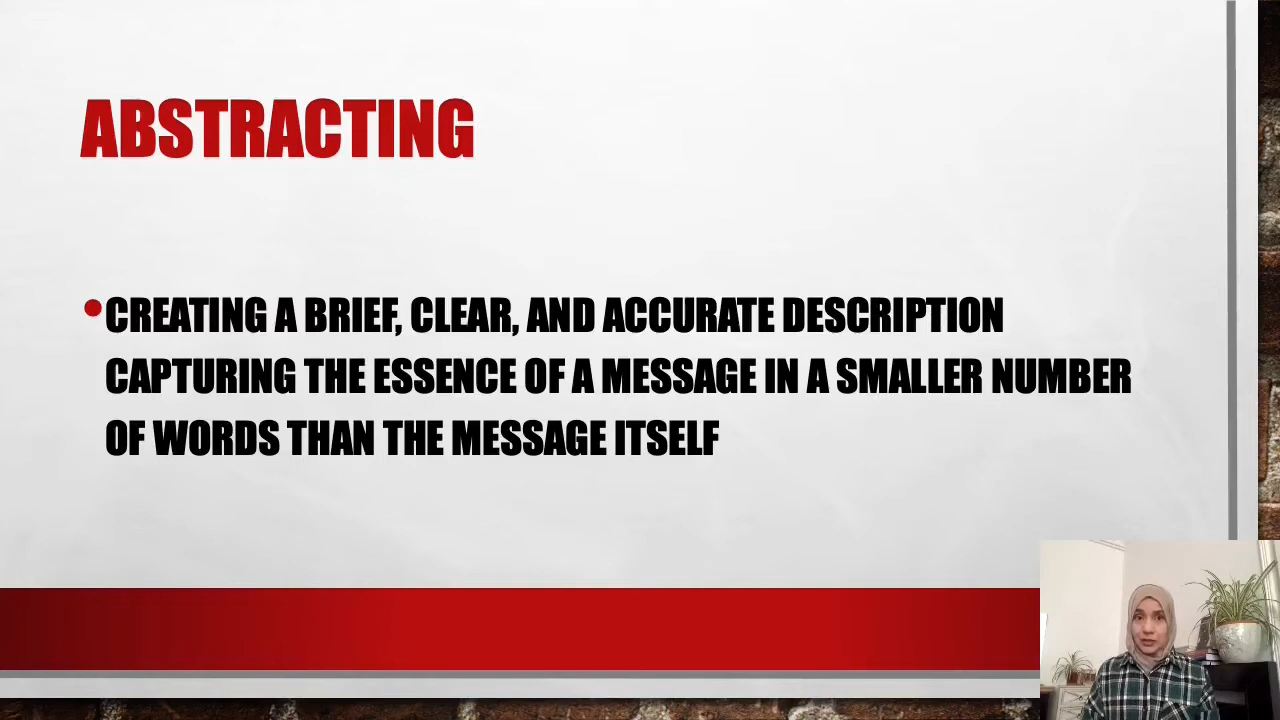 ABSTRACTING
•CREATING A BRIEF, CLEAR, AND ACCURATE DESCRIPTION
CAPTURING THE ESSENCE OF A MESSAGE IN A SMALLER NUMBER
OF WORDS THAN THE MESSAGE ITSELF